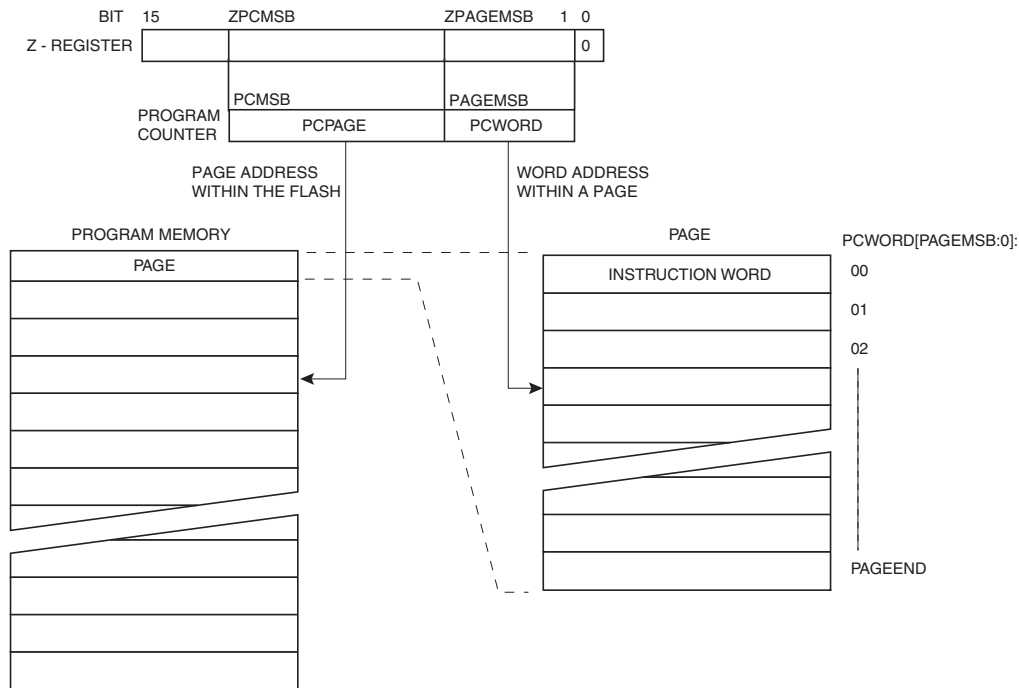 BIT 15 ZPCMSB ZPAGEMSB 1 0
Z - REGISTER 0
PCMSB PAGEMSB
PROGRAM
COUNTER
PCPAGE PCWORD
PAGE ADDRESS
WITHIN THE FLASH
WORD ADDRESS
WITHIN A PAGE
PROGRAM MEMORY
PAGE
PAGE
PCWORD[PAGEMSB:0]:
INSTRUCTION WORD 00
01
02
PAGEEND